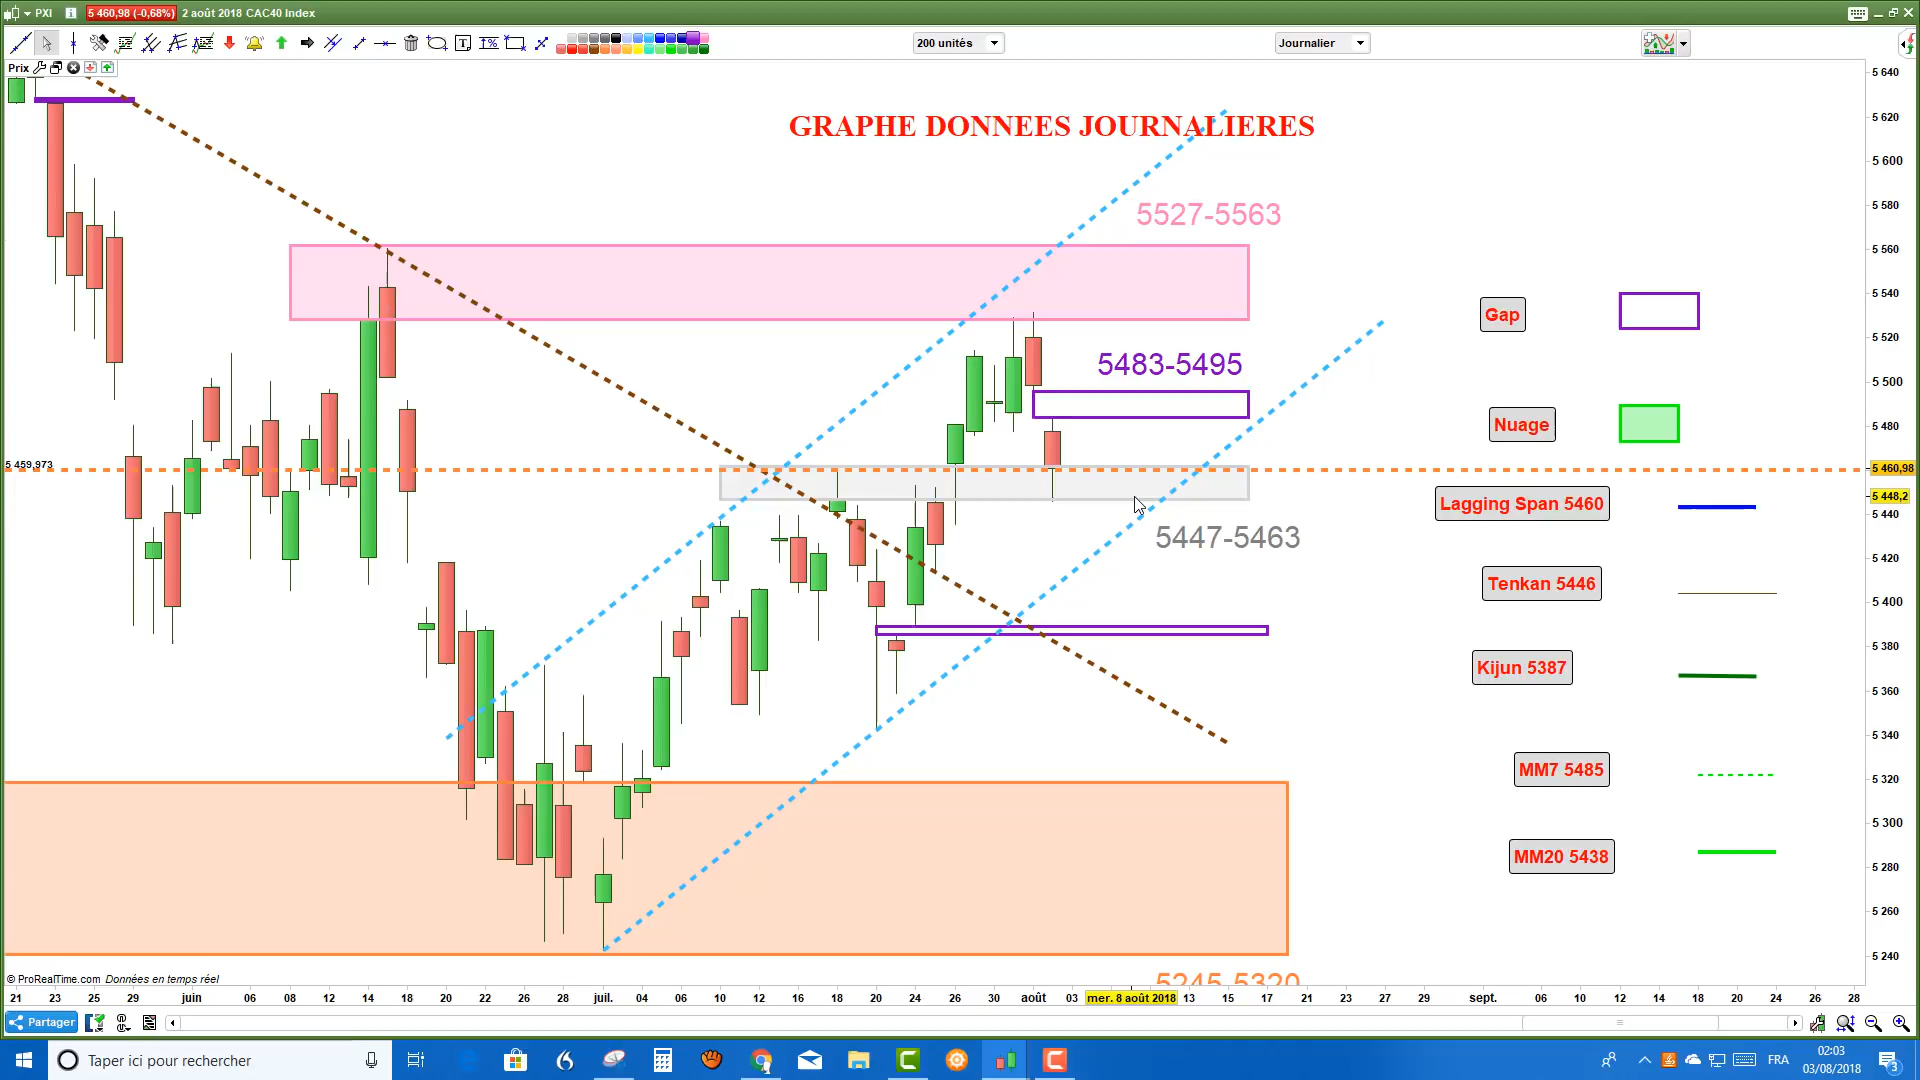 PXI
5 460,98 (-0,68%)
2 août 2018 CAC40 Index
200 unités
Journalier
Prix
GRAPHE DONNEES JOURNALIERES
5527-5563
5483-5495
5447-5463
5245-5320
5 459,973
Gap
Nuage
Lagging Span 5460
Tenkan 5446
Kijun 5387
MM7 5485
MM20 5438
5 640
5 620
5 600
5 580
5 560
5 540
5 520
5 500
5 480
5 460,98
5 448,2
5 440
5 420
5 400
5 380
5 360
5 340
5 320
5 300
5 280
5 260
5 240
© ProRealTime.com Données en temps réel
21 23 25 29 juin 06 08 12 14 18 20 22 26 28 juil. 04 06 10 12 16 18 20 24 26 30 août 03 mer. 8 août 2018 13 15 17 21 23 27 29 sept. 06 10 12 14 18 20 24 26 28
Partager
Taper ici pour rechercher
FRA
02:03
03/08/2018
3